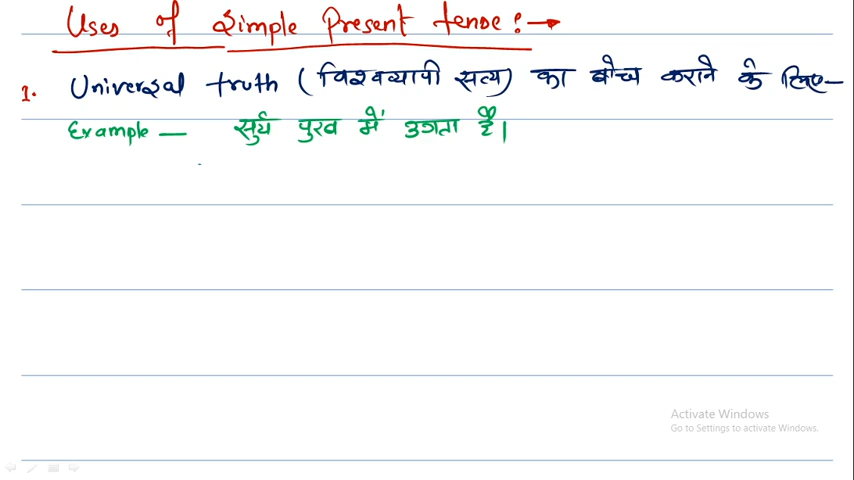 Uses of Simple Present tense :→
1. Universal truth (विश्वव्यापी सत्य) का बोध कराने के लिए-
Example — सुर्य पुरब में उगता है।
Activate Windows
Go to Settings to activate Windows.